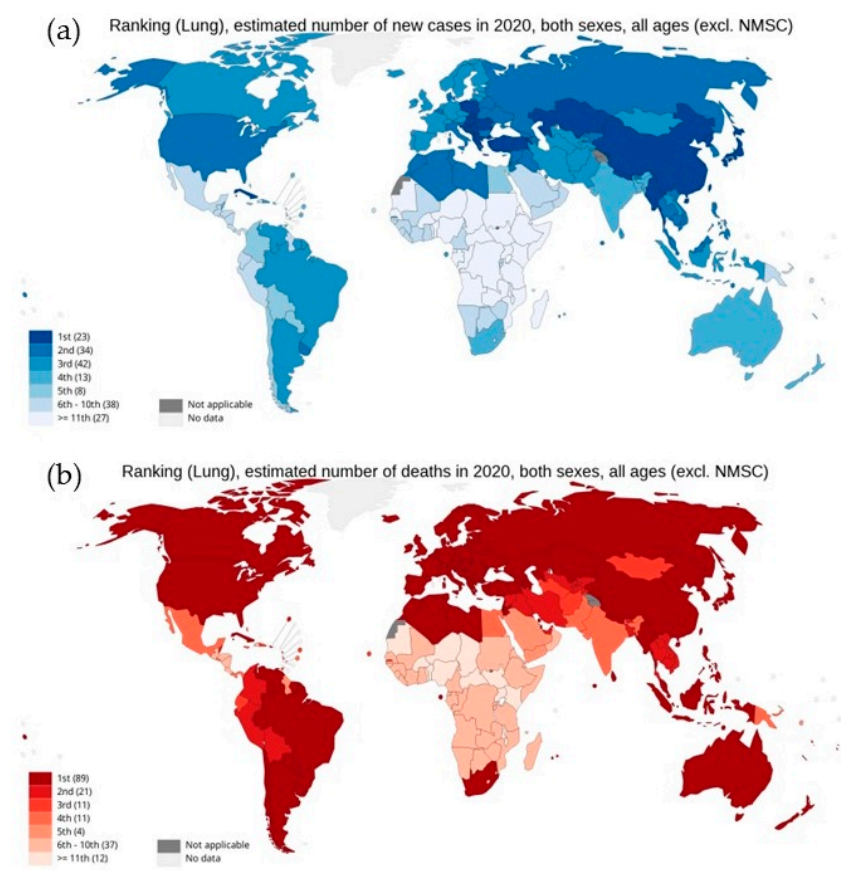 (a) Ranking (Lung), estimated number of new cases in 2020, both sexes, all ages (excl. NMSC)
1st (23)
2nd (34)
3rd (42)
4th (13)
5th (8)
6th - 10th (38)
>= 11th (27)
Not applicable
No data
(b) Ranking (Lung), estimated number of deaths in 2020, both sexes, all ages (excl. NMSC)
1st (89)
2nd (21)
3rd (11)
4th (11)
5th (4)
6th - 10th (37)
>= 11th (12)
Not applicable
No data